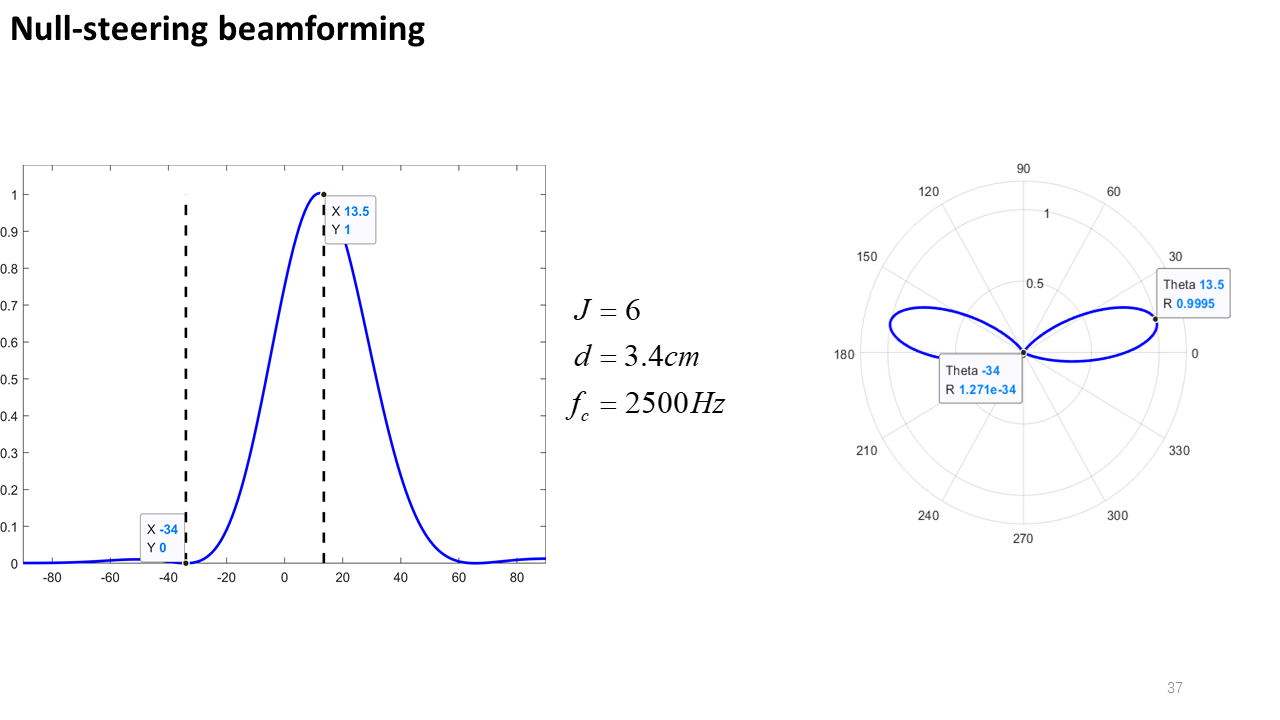 Null-steering beamforming
1
0.9
0.8
0.7
0.6
0.5
0.4
0.3
0.2
0.1
0
-80 -60 -40 -20 0 20 40 60 80
X 13.5
Y 1
X -34
Y 0
J = 6
d = 3.4cm
f_c = 2500Hz
90
120 60
1
150 30
Theta 13.5
R 0.9995
0.5
180 0
Theta -34
R 1.271e-34
210 330
240 300
270
37